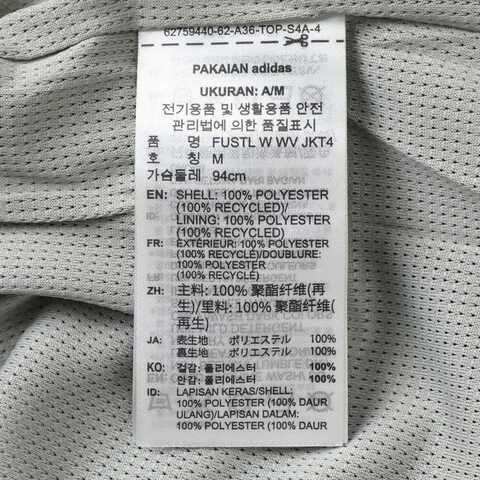 62759440-62-A36-TOP-S4A-4
PAKAIAN adidas
UKURAN: A/M
전기용품 및 생활용품 안전
관리법에 의한 품질표시
품 명 FUSTL W WV JKT4
호 칭 M
가슴둘레 94cm
EN: SHELL: 100% POLYESTER
(100% RECYCLED)/
LINING: 100% POLYESTER
(100% RECYCLED)
FR: EXTÉRIEUR: 100% POLYESTER
(100% RECYCLÉ)/DOUBLURE:
100% POLYESTER
(100% RECYCLÉ)
ZH: 主料: 100% 聚酯纤维(再
生)/里料: 100% 聚酯纤维(
再生)
JA: 表生地 ポリエステル 100%
裏生地 ポリエステル 100%
KO: 겉감: 폴리에스터 100%
안감: 폴리에스터 100%
ID: LAPISAN KERAS/SHELL:
100% POLYESTER (100% DAUR
ULANG)/LAPISAN DALAM:
100% POLYESTER (100% DAUR